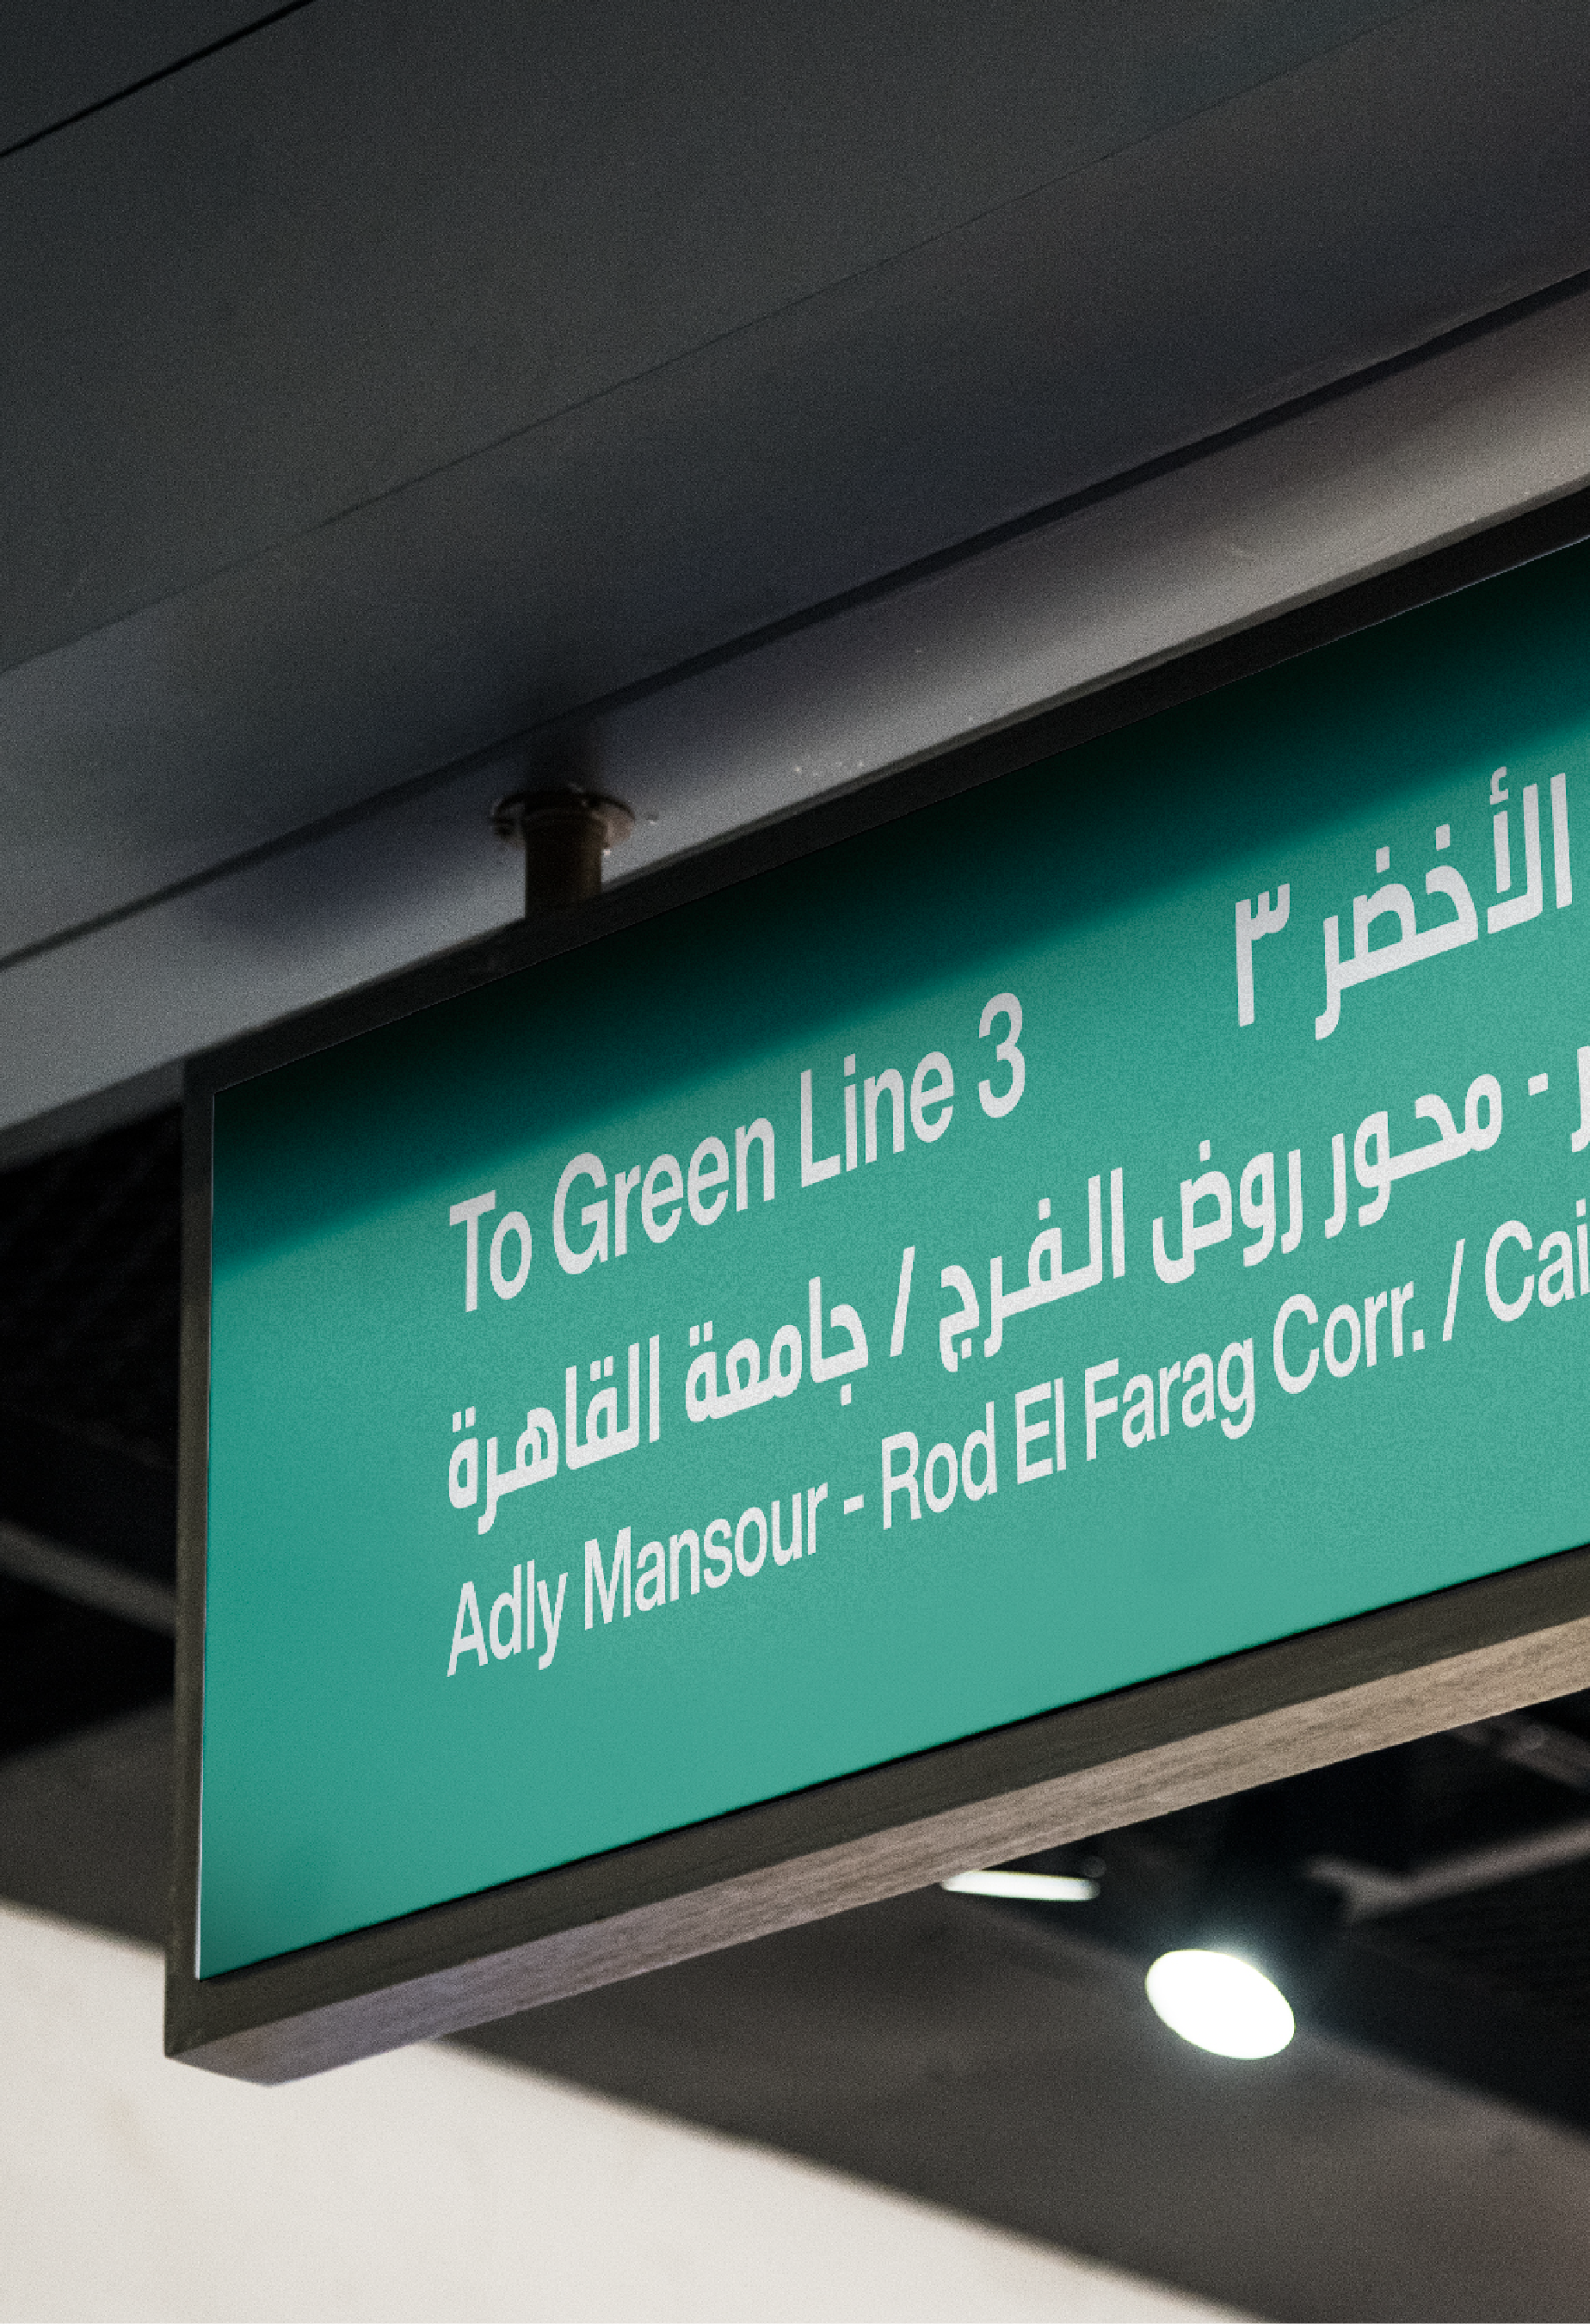 To Green Line 3
الأخضر ٣
- محور روض الفرج / جامعة القاهرة
Adly Mansour - Rod El Farag Corr. /